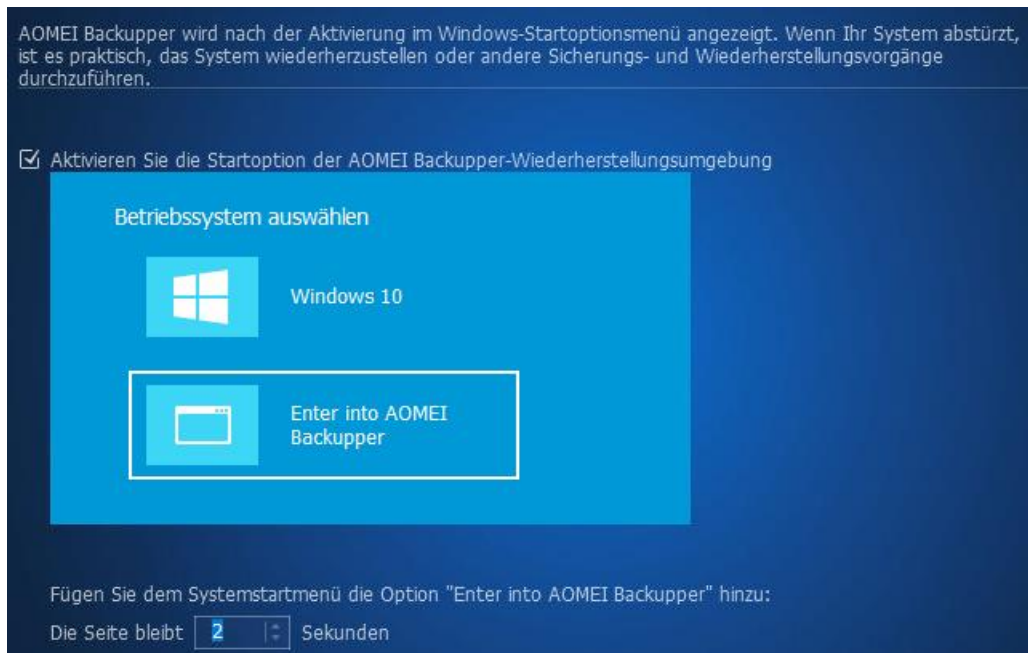 AOMEI Backupper wird nach der Aktivierung im Windows-Startoptionsmenü angezeigt. Wenn Ihr System abstürzt,
ist es praktisch, das System wiederherzustellen oder andere Sicherungs- und Wiederherstellungsvorgänge
durchzuführen.
Aktivieren Sie die Startoption der AOMEI Backupper-Wiederherstellungsumgebung
Betriebssystem auswählen
Windows 10
Enter into AOMEI
Backupper
Fügen Sie dem Systemstartmenü die Option "Enter into AOMEI Backupper" hinzu:
Die Seite bleibt 2 Sekunden